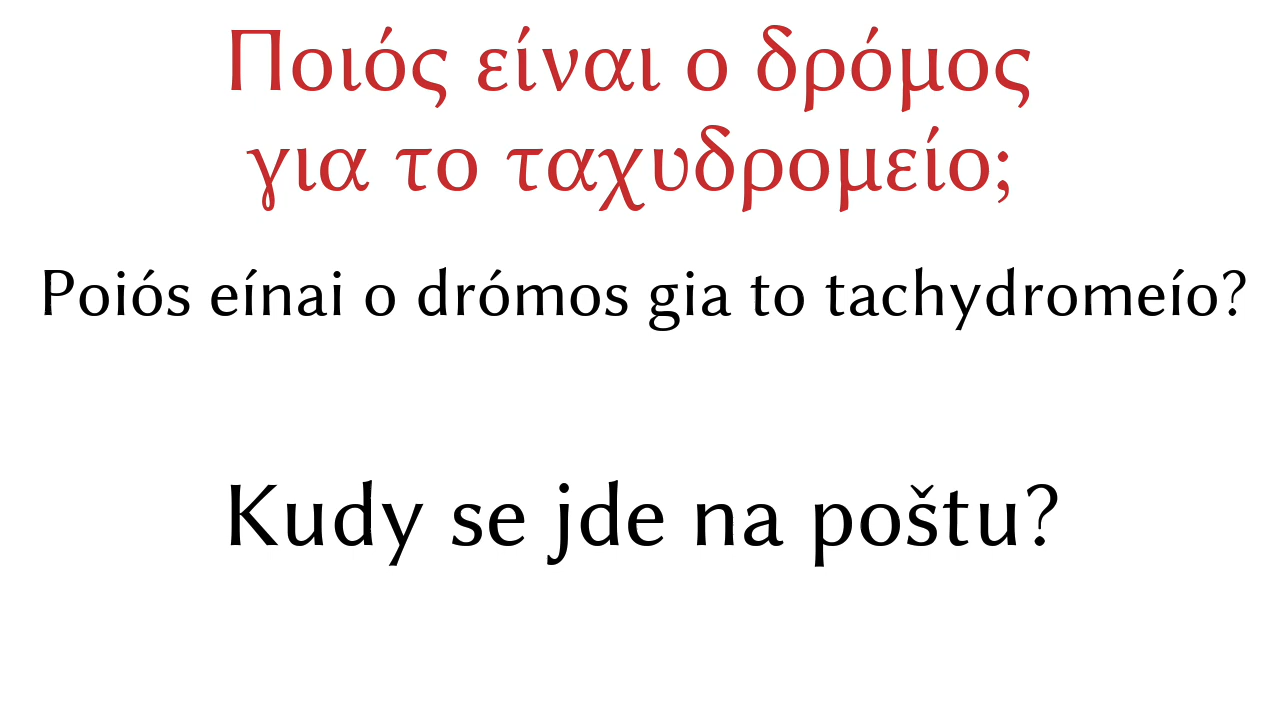 Ποιός είναι ο δρόμος
για το ταχυδρομείο;
Poiós eínai o drómos gia to tachydromeío?
Kudy se jde na poštu?